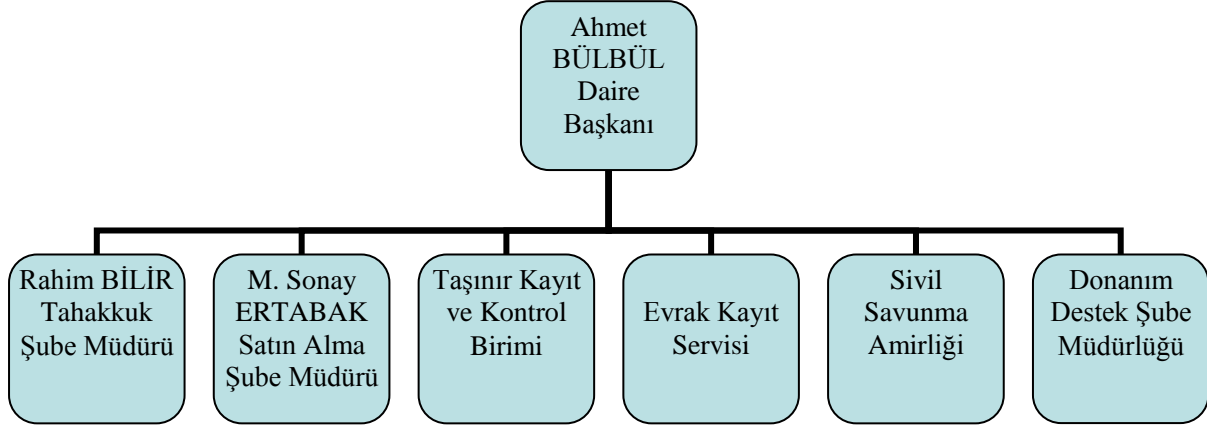 Ahmet
BÜLBÜL
Daire
Başkanı
Rahim BİLİR
Tahakkuk
Şube Müdürü
M. Sonay
ERTABAK
Satın Alma
Şube Müdürü
Taşınır Kayıt
ve Kontrol
Birimi
Evrak Kayıt
Servisi
Sivil
Savunma
Amirliği
Donanım
Destek Şube
Müdürlüğü